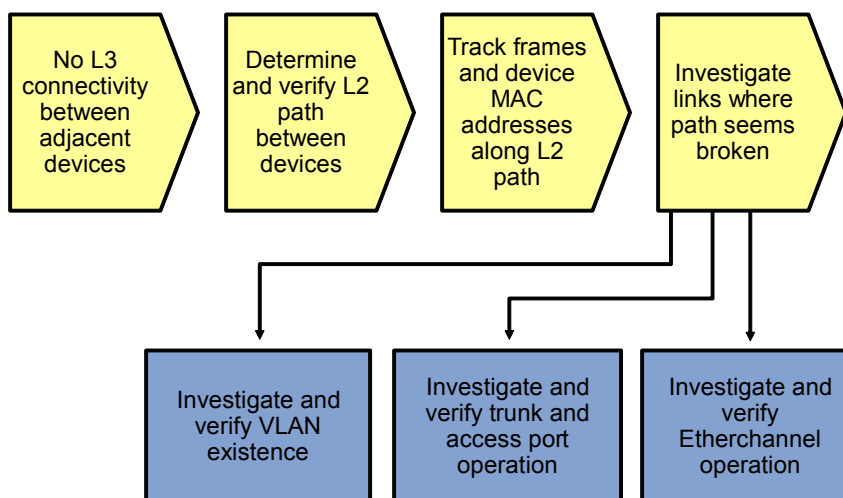 No L3
connectivity
between
adjacent
devices
Determine
and verify L2
path
between
devices
Track frames
and device
MAC
addresses
along L2
path
Investigate
links where
path seems
broken
Investigate and
verify VLAN
existence
Investigate and
verify trunk and
access port
operation
Investigate and
verify
Etherchannel
operation